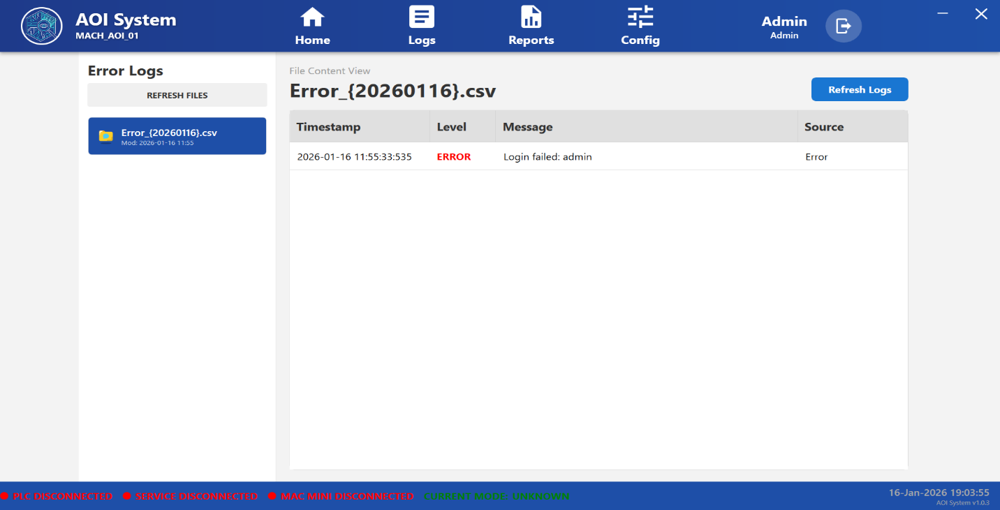 AOI System
MACH_AOI_01
Home
Logs
Reports
Config
Admin
Admin
Error Logs
REFRESH FILES
Error_{20260116}.csv
Mod: 2026-01-16 11:55
File Content View
Error_{20260116}.csv
Refresh Logs
Timestamp Level Message Source
2026-01-16 11:55:33:535 ERROR Login failed: admin Error
PLC DISCONNECTED SERVICE DISCONNECTED MAC MINI DISCONNECTED CURRENT MODE: UNKNOWN
16-Jan-2026 19:03:55
AOI System v1.0.3